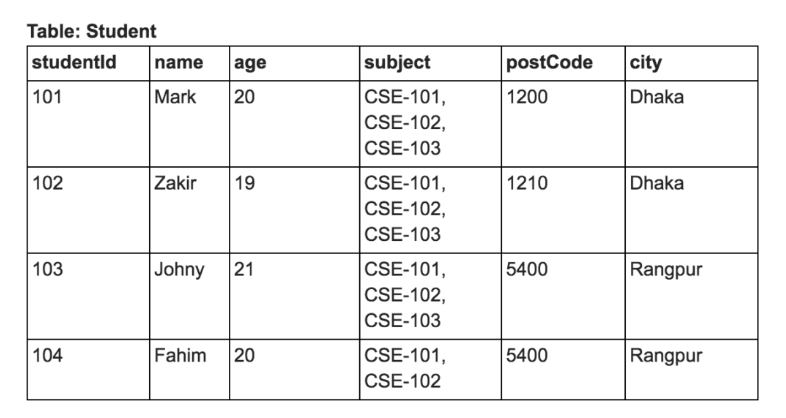 Table: Student
studentId name age subject postCode city
101 Mark 20 CSE-101, 1200 Dhaka
CSE-102,
CSE-103
102 Zakir 19 CSE-101, 1210 Dhaka
CSE-102,
CSE-103
103 Johny 21 CSE-101, 5400 Rangpur
CSE-102,
CSE-103
104 Fahim 20 CSE-101, 5400 Rangpur
CSE-102